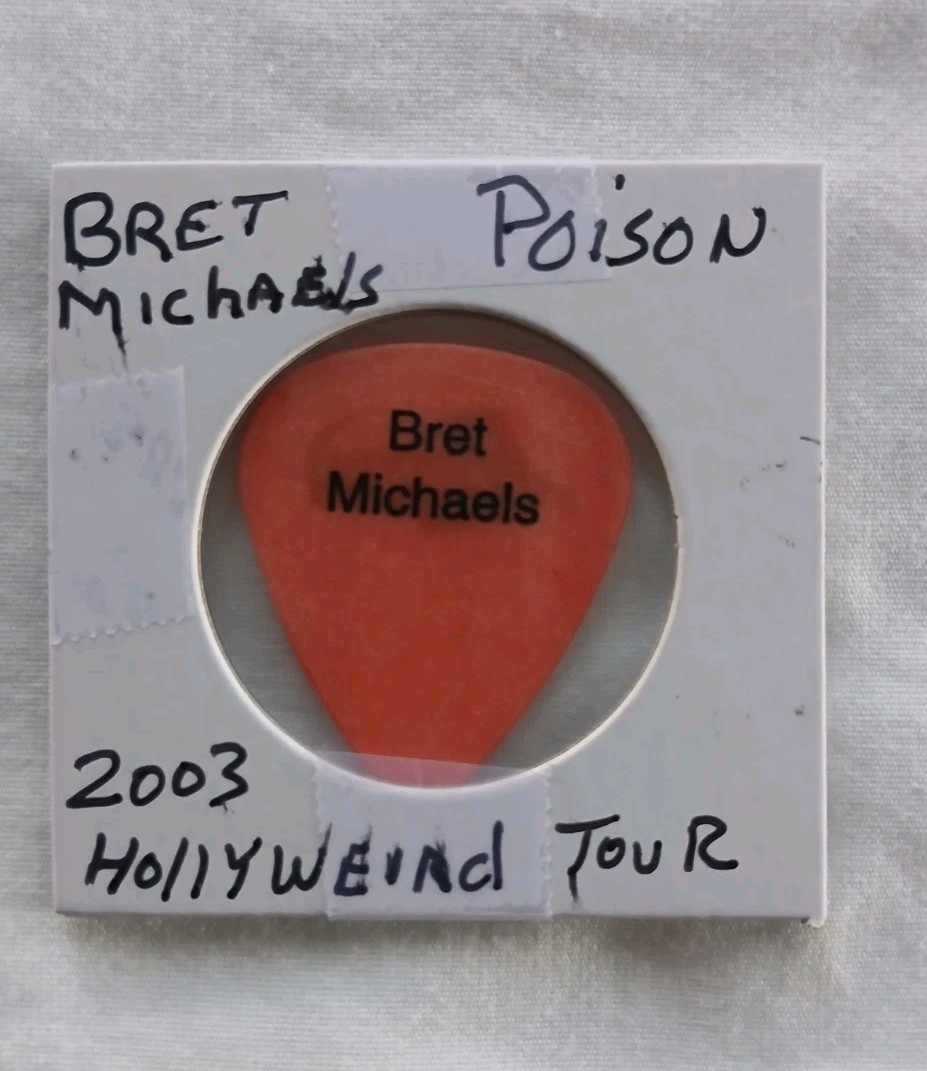 BRET POISON
MICHAELS
Bret
Michaels
2003
HOLLYWEIRd TOUR